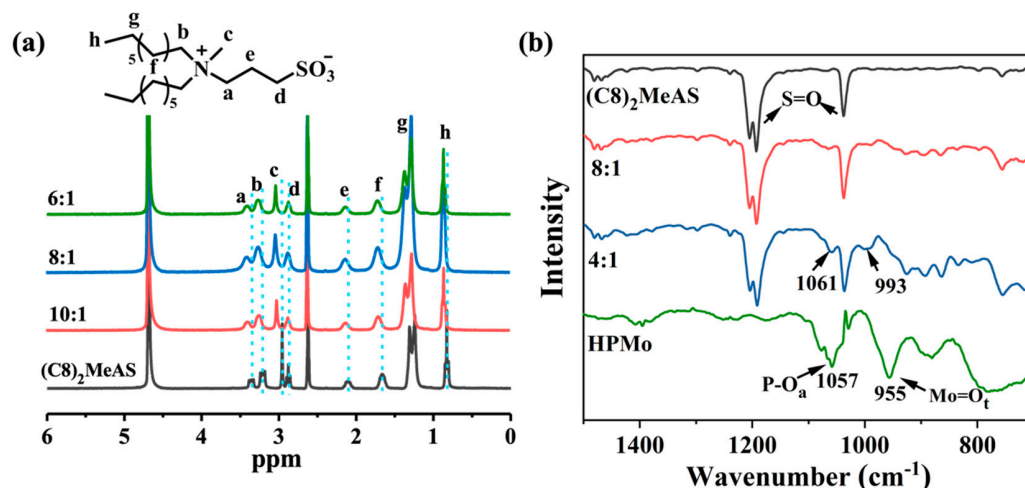 (a)
g
h
b
c
5
f
N
+
e
SO₃⁻
5
a
d
g
h
c
b
a
d
e
f
6:1
8:1
10:1
(C8)₂MeAS
6 5 4 3 2 1 0
ppm
(b)
(C8)₂MeAS
S=O
8:1
4:1
1061
993
HPMo
P-Oₐ
1057
955
Mo=Oₜ
Intensity
1400 1200 1000 800
Wavenumber (cm⁻¹)